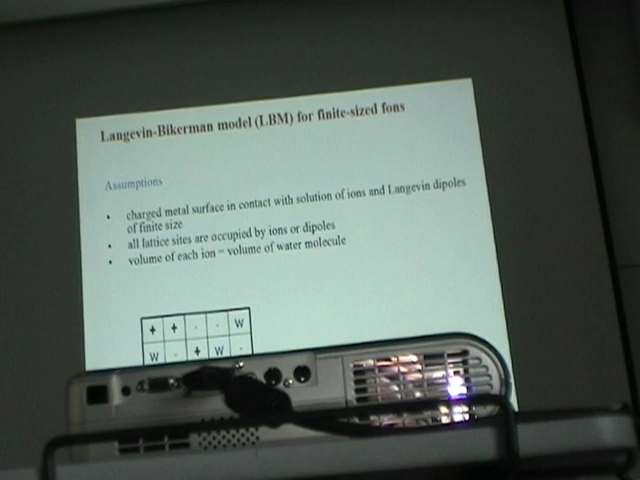 Langevin-Bikerman model (LBM) for finite-sized Ions
Assumptions
• charged metal surface in contact with solution of ions and Langevin dipoles
of finite size
• all lattice sites are occupied by ions or dipoles
• volume of each ion = volume of water molecule
+ + - - W
W - + W -